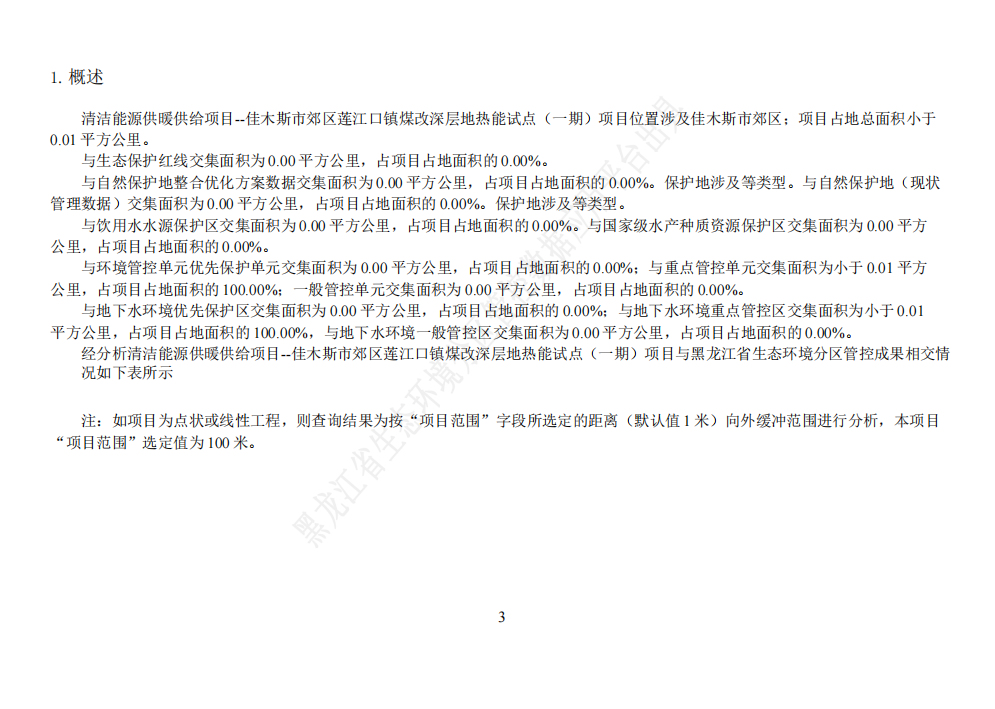 1. 概述
清洁能源供暖供给项目--佳木斯市郊区莲江口镇煤改深层地热能试点（一期）项目位置涉及佳木斯市郊区；项目占地总面积小于
0.01 平方公里。
与生态保护红线交集面积为 0.00 平方公里，占项目占地面积的 0.00%。
与自然保护地整合优化方案数据交集面积为 0.00 平方公里，占项目占地面积的 0.00%。保护地涉及等类型。与自然保护地（现状
管理数据）交集面积为 0.00 平方公里，占项目占地面积的 0.00%。保护地涉及等类型。
与饮用水水源保护区交集面积为 0.00 平方公里，占项目占地面积的 0.00%。与国家级水产种质资源保护区交集面积为 0.00 平方
公里，占项目占地面积的 0.00%。
与环境管控单元优先保护单元交集面积为 0.00 平方公里，占项目占地面积的 0.00%；与重点管控单元交集面积为小于 0.01 平方
公里，占项目占地面积的 100.00%；一般管控单元交集面积为 0.00 平方公里，占项目占地面积的 0.00%。
与地下水环境优先保护区交集面积为 0.00 平方公里，占项目占地面积的 0.00%；与地下水环境重点管控区交集面积为小于 0.01
平方公里，占项目占地面积的 100.00%，与地下水环境一般管控区交集面积为 0.00 平方公里，占项目占地面积的 0.00%。
经分析清洁能源供暖供给项目--佳木斯市郊区莲江口镇煤改深层地热能试点（一期）项目与黑龙江省生态环境分区管控成果相交情
况如下表所示
注：如项目为点状或线性工程，则查询结果为按“项目范围”字段所选定的距离（默认值 1 米）向外缓冲范围进行分析，本项目
“项目范围”选定值为 100 米。
黑龙江省生态环境 数据 平台出具
3